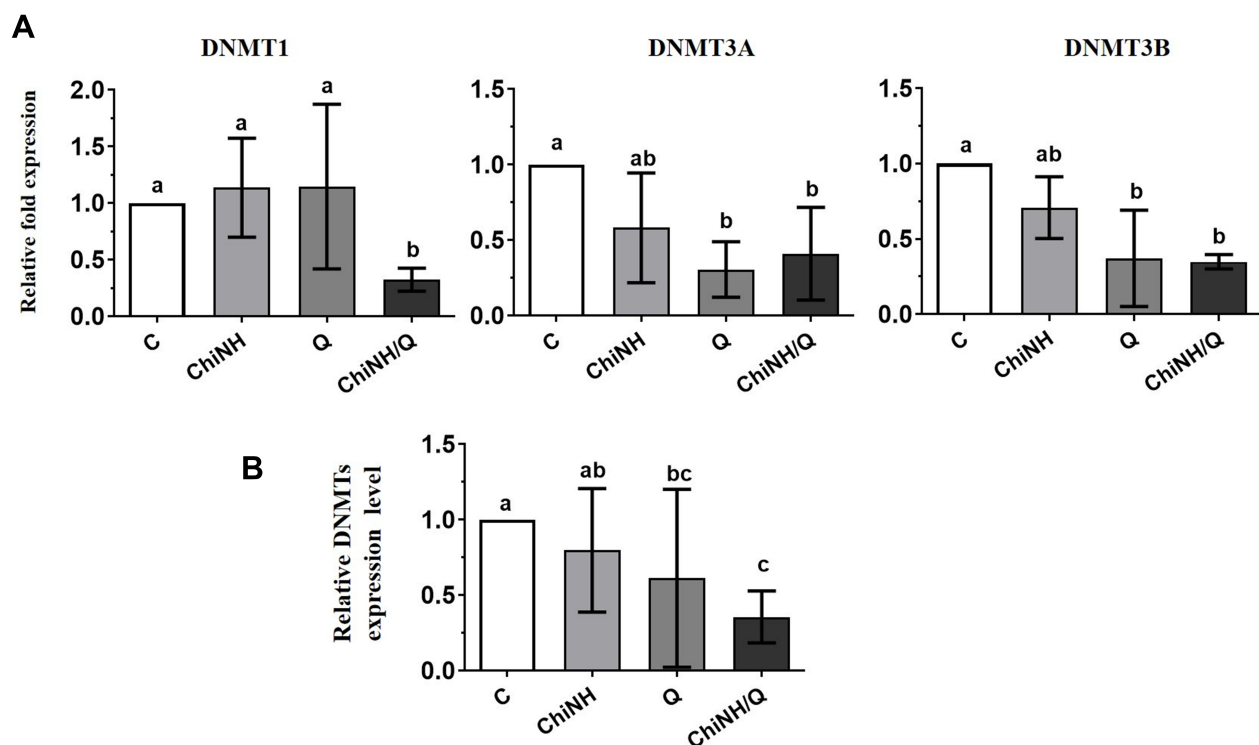 A
DNMT1
DNMT3A
DNMT3B
Relative fold expression
2.0
1.5
1.0
0.5
0.0
a
a
a
b
C
ChiNH
Q
ChiNH/Q
1.5
1.0
0.5
0.0
a
ab
b
b
C
ChiNH
Q
ChiNH/Q
1.5
1.0
0.5
0.0
a
ab
b
b
C
ChiNH
Q
ChiNH/Q
B
Relative DNMTs
expression level
1.5
1.0
0.5
0.0
a
ab
bc
c
C
ChiNH
Q
ChiNH/Q